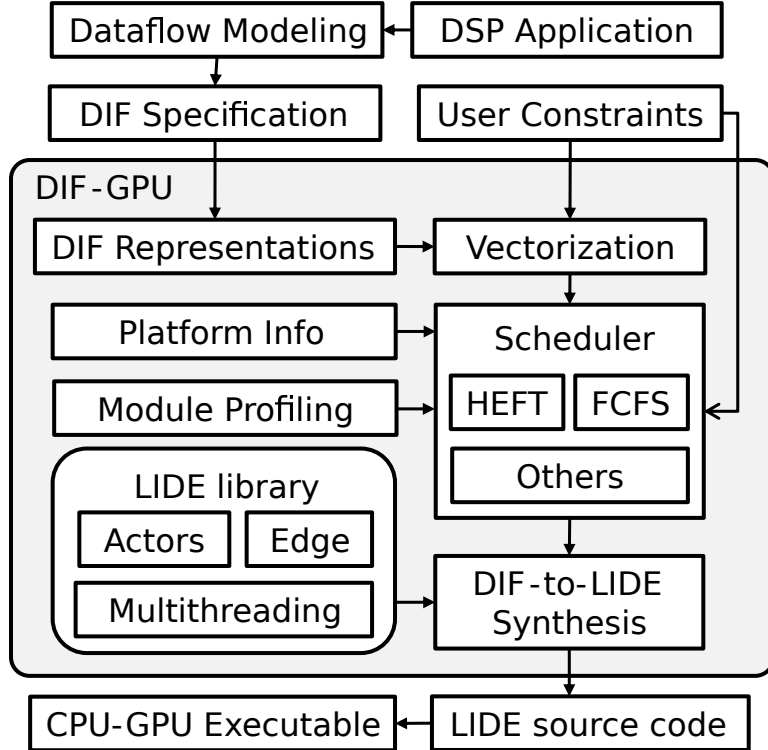 Dataflow Modeling
DSP Application
DIF Specification
User Constraints
DIF-GPU
DIF Representations
Vectorization
Platform Info
Scheduler
Module Profiling
HEFT
FCFS
Others
LIDE library
Actors
Edge
Multithreading
DIF-to-LIDE
Synthesis
CPU-GPU Executable
LIDE source code